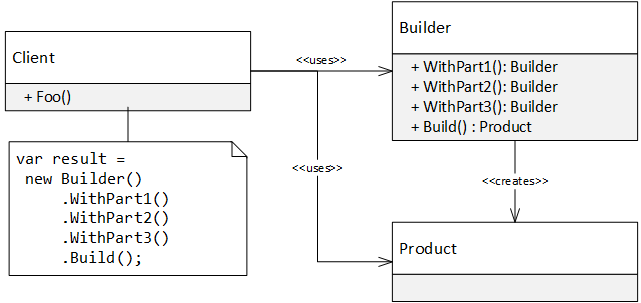 Client
+ Foo()
var result =
new Builder()
.WithPart1()
.WithPart2()
.WithPart3()
.Build();
<<uses>>
<<uses>>
Builder
+ WithPart1(): Builder
+ WithPart2(): Builder
+ WithPart3(): Builder
+ Build() : Product
<<creates>>
Product